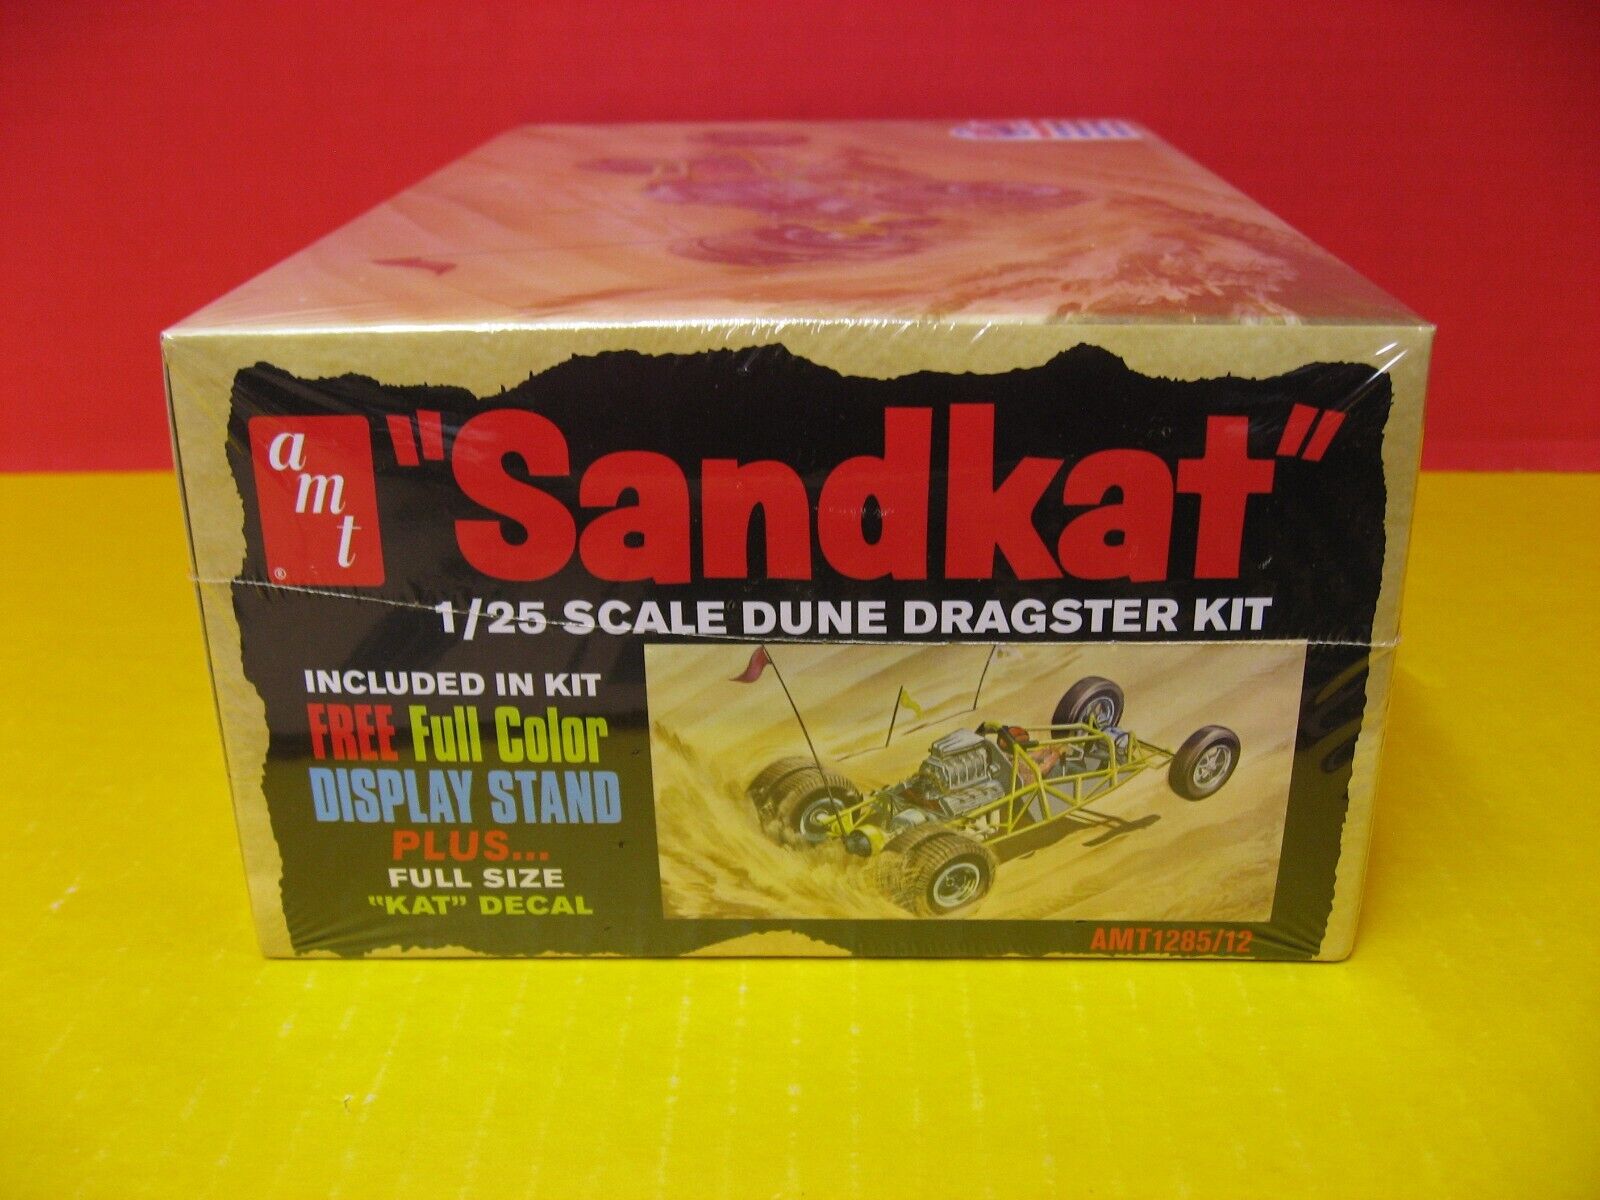 amt
®
"Sandkat"
1/25 SCALE DUNE DRAGSTER KIT
INCLUDED IN KIT
FREE Full Color
DISPLAY STAND
PLUS...
FULL SIZE
"KAT" DECAL
AMT1285/12